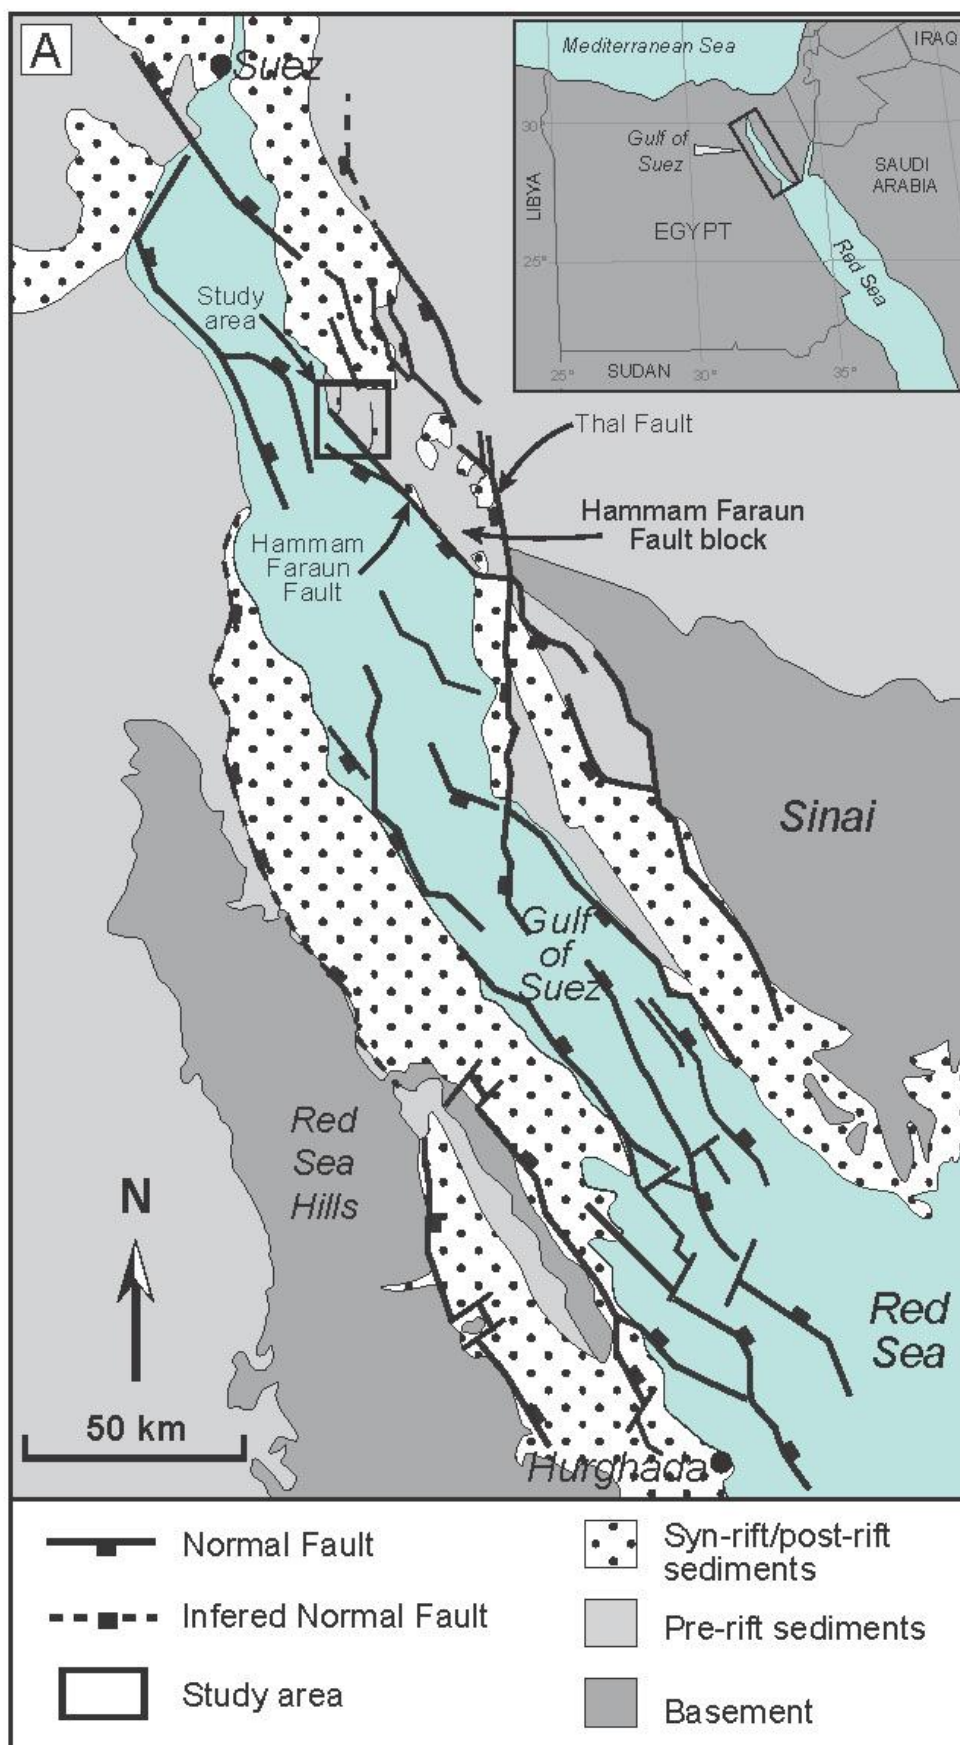 A
Suez
Mediterranean Sea
IRAQ
30°
Gulf of
Suez
SAUDI
ARABIA
LIBYA
EGYPT
25°
Red Sea
SUDAN
25°
30°
35°
Study
area
Thal Fault
Hammam Faraun
Fault block
Hammam
Faraun
Fault
Sinai
Gulf
of
Suez
Red
Sea
Hills
N
Red
Sea
50 km
Hurghada
Normal Fault
Infered Normal Fault
Study area
Syn-rift/post-rift
sediments
Pre-rift sediments
Basement